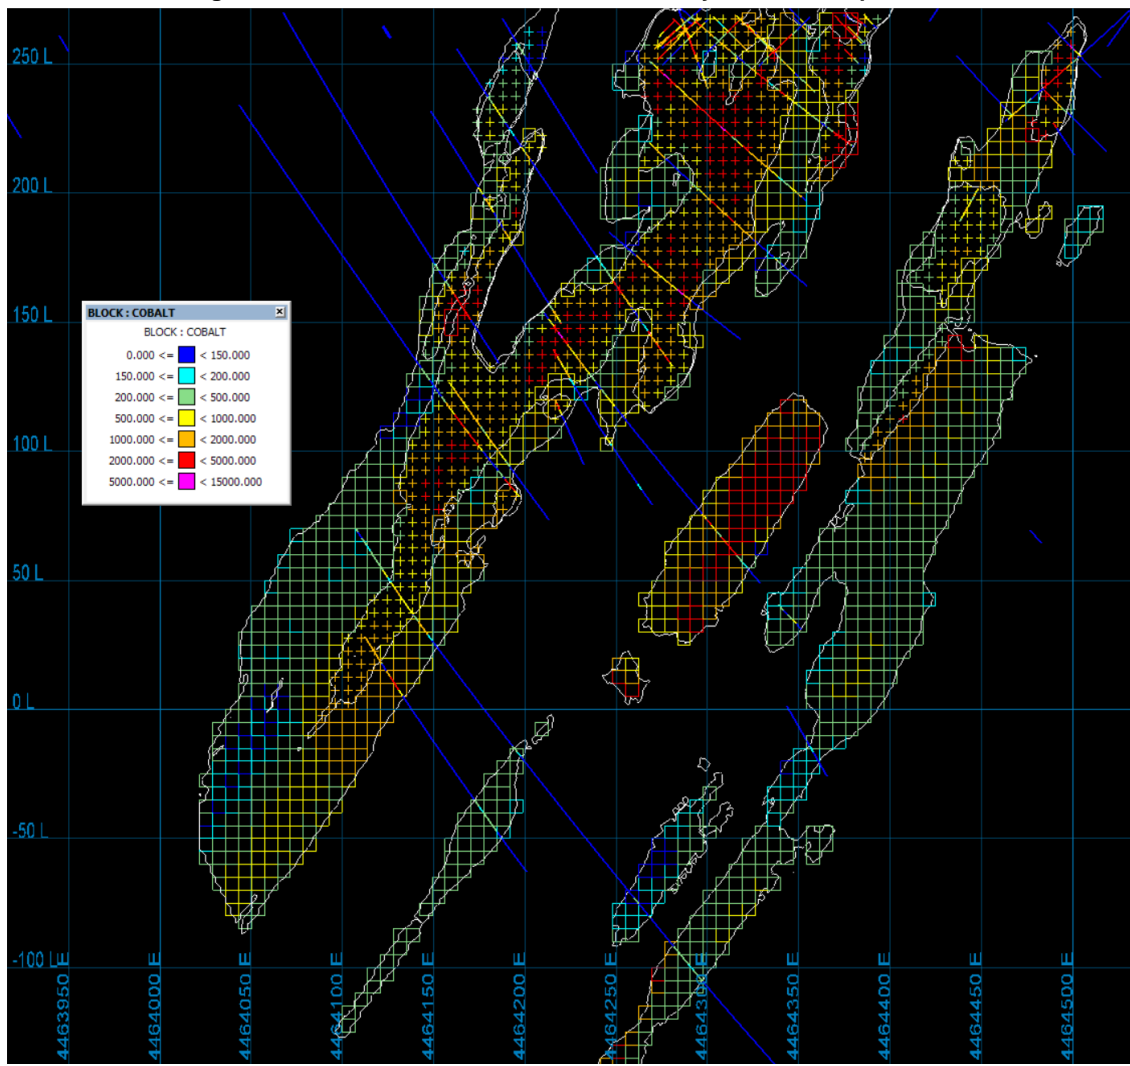 250 L
200 L
150 L
BLOCK : COBALT
BLOCK : COBALT
0.000 <= < 150.000
150.000 <= < 200.000
200.000 <= < 500.000
500.000 <= < 1000.000
1000.000 <= < 2000.000
2000.000 <= < 5000.000
5000.000 <= < 15000.000
100 L
50 L
0 L
-50 L
-100 L
4463950 E
4464000 E
4464050 E
4464100 E
4464150 E
4464200 E
4464250 E
4464300 E
4464350 E
4464400 E
4464450 E
4464500 E